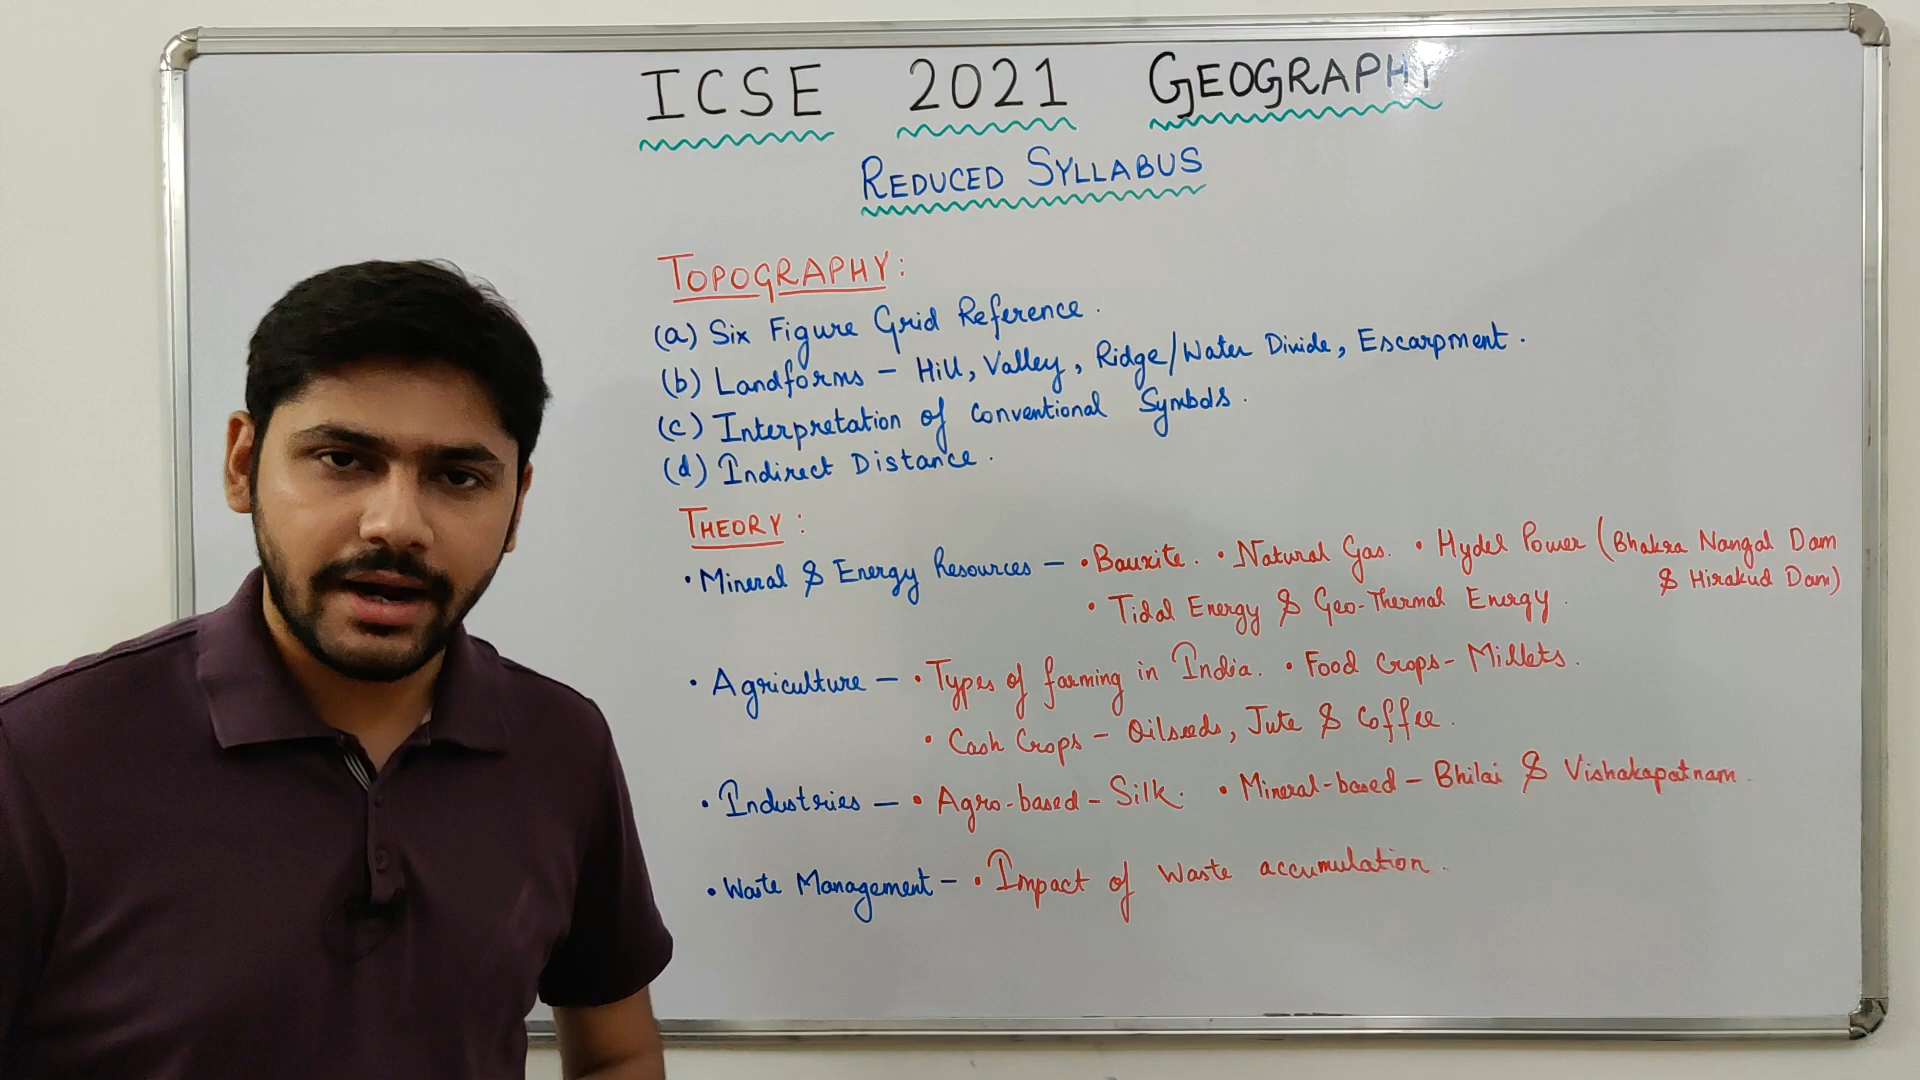 ICSE 2021 GEOGRAPHY
REDUCED SYLLABUS
TOPOGRAPHY:
(a) Six Figure Grid Reference.
(b) Landforms - Hill, Valley, Ridge/Water Divide, Escarpment.
(c) Interpretation of Conventional Symbols.
(d) Indirect Distance.
THEORY:
• Mineral & Energy Resources - • Bauxite. • Natural Gas. • Hydel Power (Bhakra Nangal Dam
& Hirakud Dam)
• Tidal Energy & Geo-Thermal Energy.
• Agriculture - • Types of farming in India. • Food Crops - Millets.
• Cash Crops - Oilseeds, Jute & Coffee.
• Industries - • Agro-based - Silk. • Mineral-based - Bhilai & Vishakapatnam.
• Waste Management - • Impact of Waste accumulation.